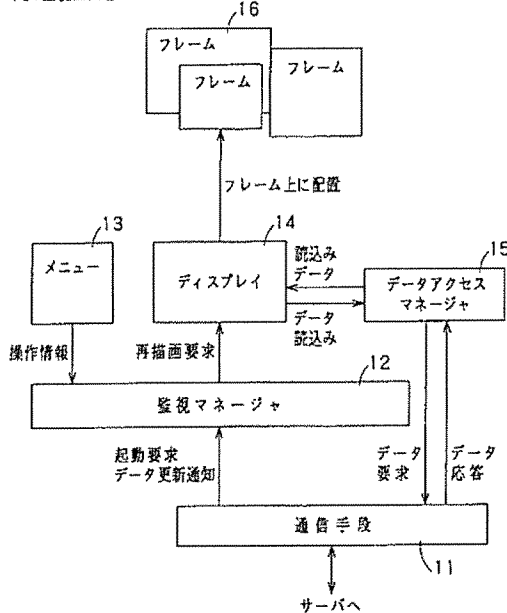 16
フレーム
フレーム
フレーム
フレーム上に配置
13
メニュー
14
ディスプレイ
読込み
データ
データ
読込み
15
データアクセス
マネージャ
操作情報
再描画要求
12
監視マネージャ
起動要求
データ更新通知
データ
要求
データ
応答
通信手段
11
サーバへ